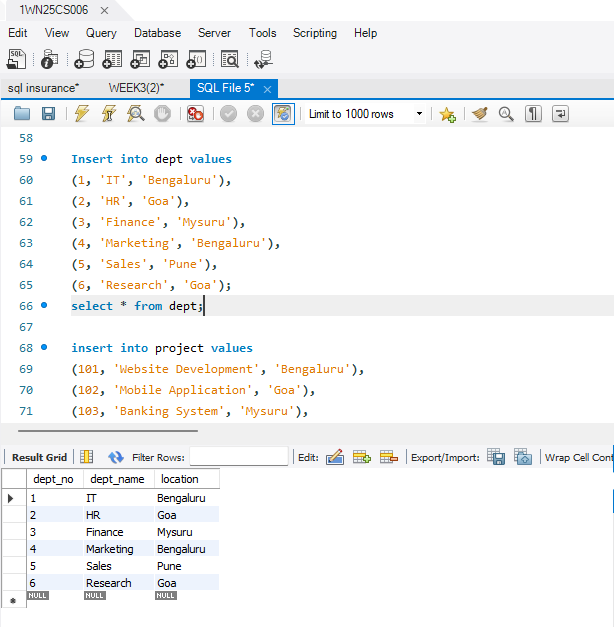 1WN25CS006
Edit View Query Database Server Tools Scripting Help
SQL
sql insurance* WEEK3(2)* SQL File 5*
Limit to 1000 rows
58
59 Insert into dept values
60 (1, 'IT', 'Bengaluru'),
61 (2, 'HR', 'Goa'),
62 (3, 'Finance', 'Mysuru'),
63 (4, 'Marketing', 'Bengaluru'),
64 (5, 'Sales', 'Pune'),
65 (6, 'Research', 'Goa');
66 select * from dept;
67
68 insert into project values
69 (101, 'Website Development', 'Bengaluru'),
70 (102, 'Mobile Application', 'Goa'),
71 (103, 'Banking System', 'Mysuru'),
Result Grid Filter Rows: Edit: Export/Import: Wrap Cell Cont
dept_no dept_name location
1 IT Bengaluru
2 HR Goa
3 Finance Mysuru
4 Marketing Bengaluru
5 Sales Pune
6 Research Goa
NULL NULL NULL